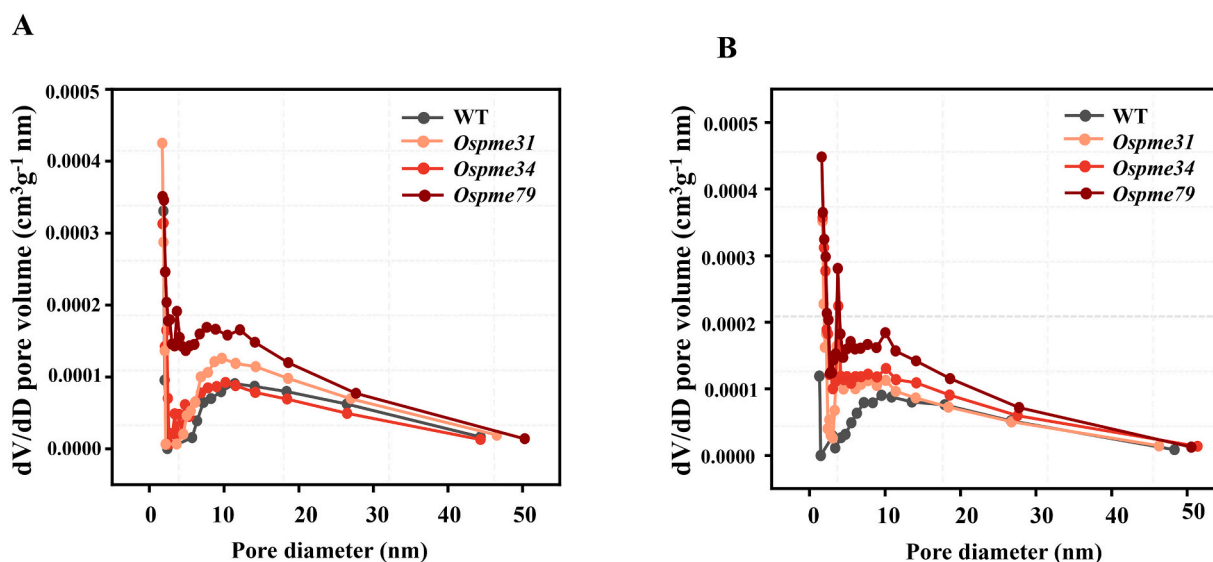 A
dV/dD pore volume (cm³g⁻¹ nm)
0.0005
0.0004
0.0003
0.0002
0.0001
0.0000
WT
Ospme31
Ospme34
Ospme79
0 10 20 30 40 50
Pore diameter (nm)
B
dV/dD pore volume (cm³g⁻¹ nm)
0.0005
0.0004
0.0003
0.0002
0.0001
0.0000
WT
Ospme31
Ospme34
Ospme79
0 10 20 30 40 50
Pore diameter (nm)